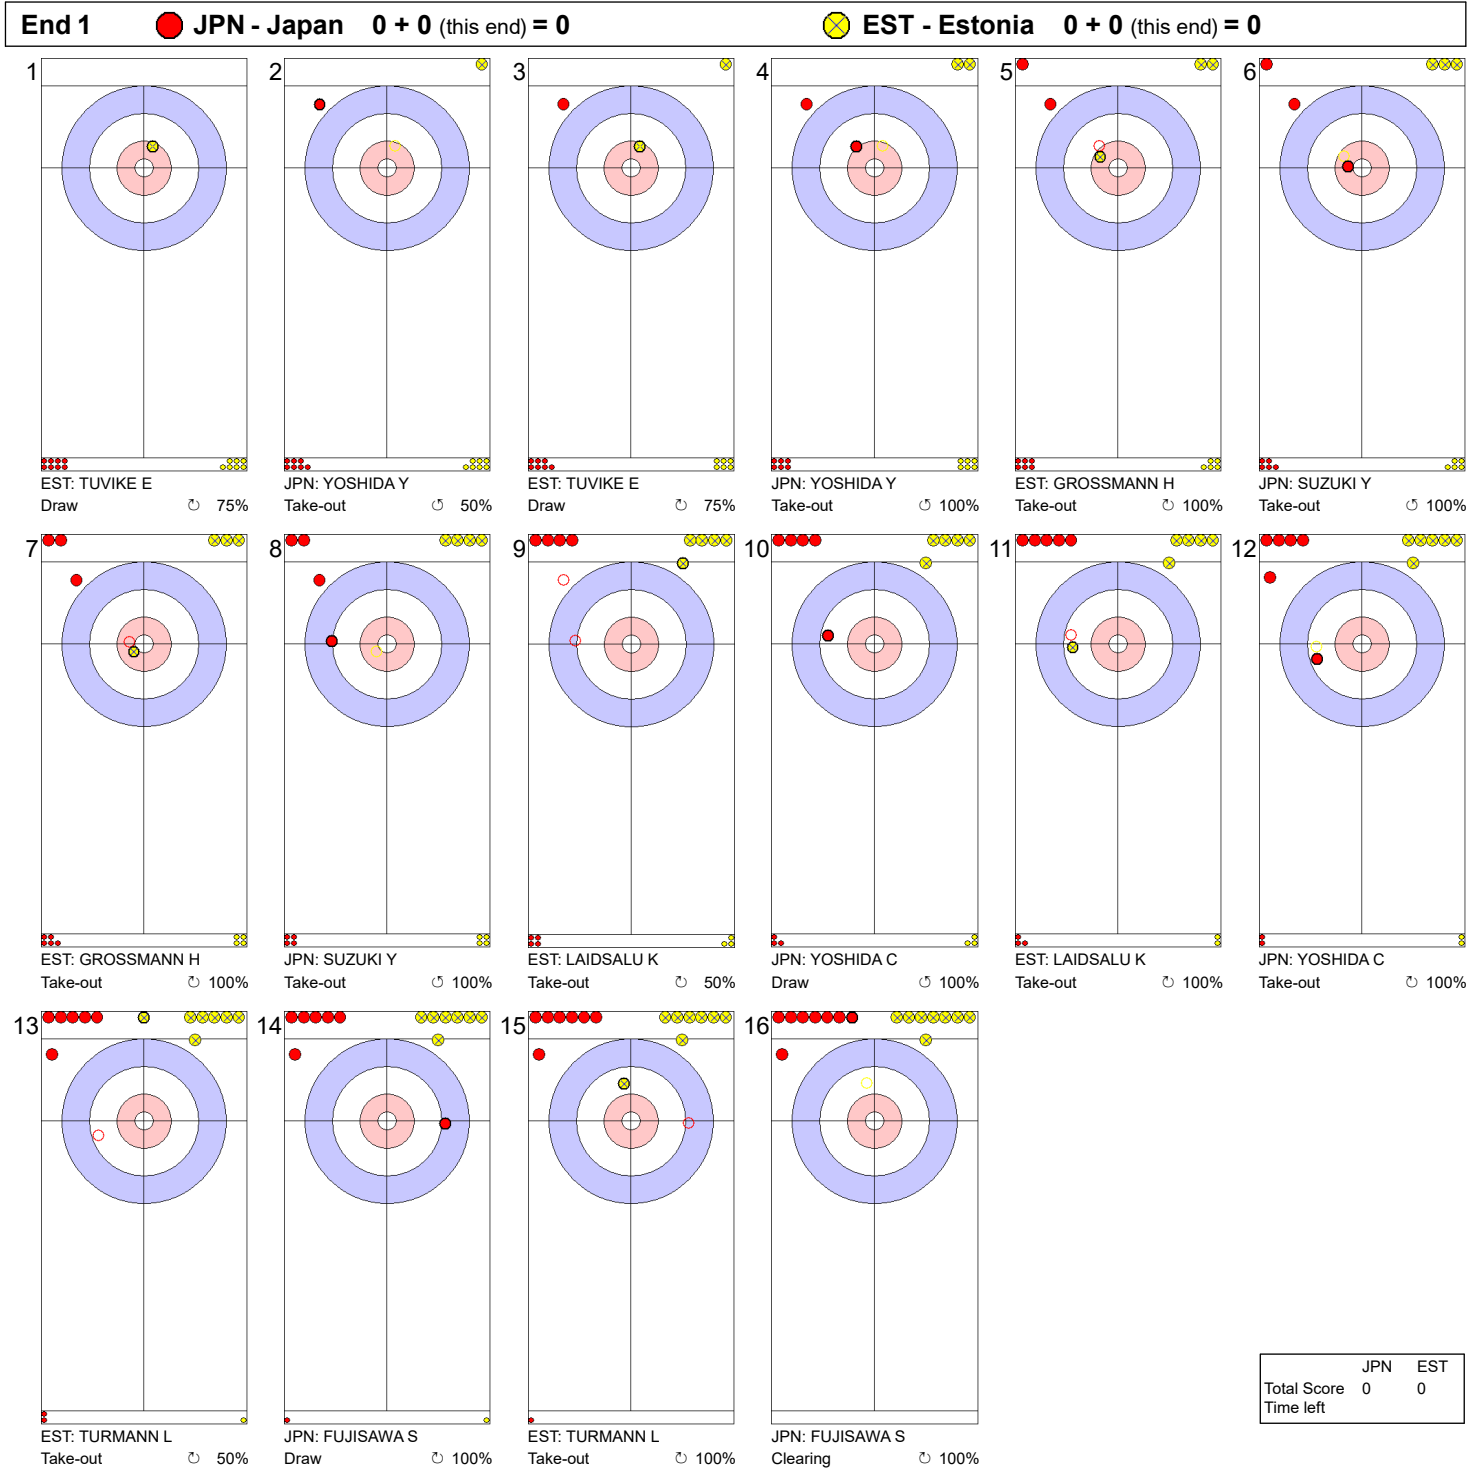 End 1 JPN - Japan 0 + 0 (this end) = 0 EST - Estonia 0 + 0 (this end) = 0
1 2 3 4 5 6
EST: TUVIKE E JPN: YOSHIDA Y EST: TUVIKE E JPN: YOSHIDA Y EST: GROSSMANN H JPN: SUZUKI Y
Draw ↻ 75% Take-out ↺ 50% Draw ↻ 75% Take-out ↺ 100% Take-out ↻ 100% Take-out ↺ 100%
7 8 9 10 11 12
EST: GROSSMANN H JPN: SUZUKI Y EST: LAIDSALU K JPN: YOSHIDA C EST: LAIDSALU K JPN: YOSHIDA C
Take-out ↻ 100% Take-out ↻ 100% Take-out ↻ 50% Draw ↺ 100% Take-out ↻ 100% Take-out ↻ 100%
13 14 15 16
EST: TURMANN L JPN: FUJISAWA S EST: TURMANN L JPN: FUJISAWA S
Take-out ↻ 50% Draw ↻ 100% Take-out ↻ 100% Clearing ↻ 100%
JPN EST
Total Score 0 0
Time left